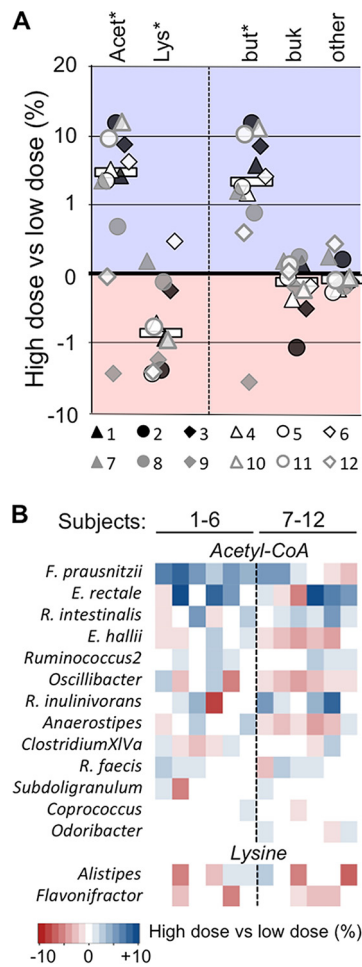 A
Acet* Lys* but* buk other
High dose vs low dose (%)
20
10
1
0
-1
-10
1 2 3 4 5 6
7 8 9 10 11 12
B
Subjects: 1-6 7-12
Acetyl-CoA
F. prausnitzii
E. rectale
R. intestinalis
E. hallii
Ruminococcus2
Oscillibacter
R. inulinivorans
Anaerostipes
ClostridiumXIVa
R. faecis
Subdoligranulum
Coprococcus
Odoribacter
Lysine
Alistipes
Flavonifractor
High dose vs low dose (%)
-10 0 +10